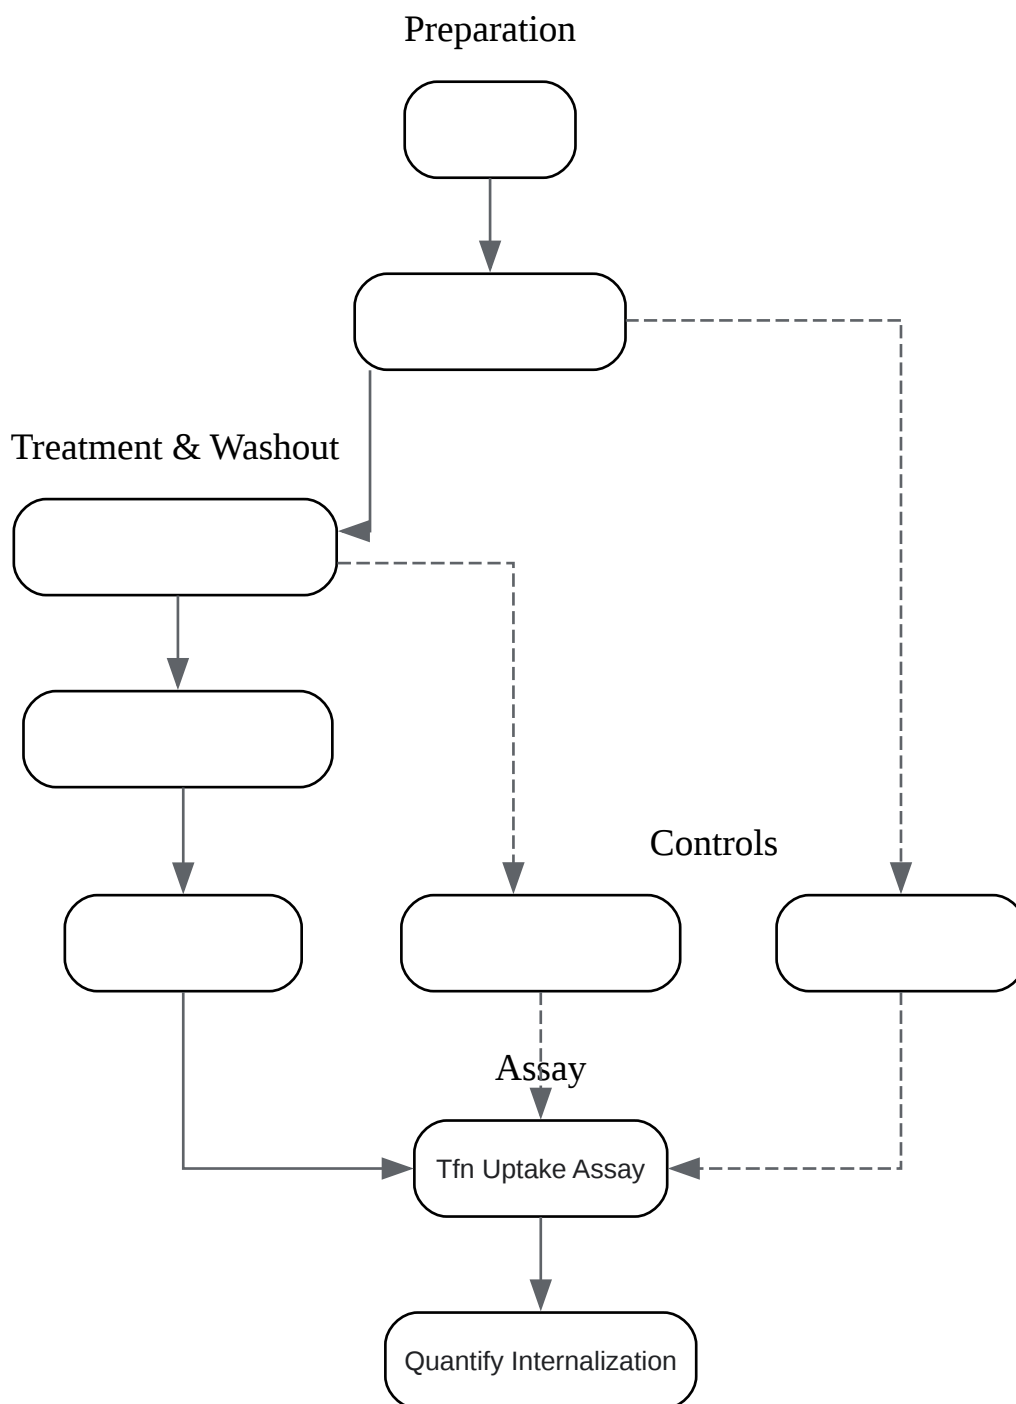 Preparation
Treatment & Washout
Controls
Assay
Tfn Uptake Assay
Quantify Internalization